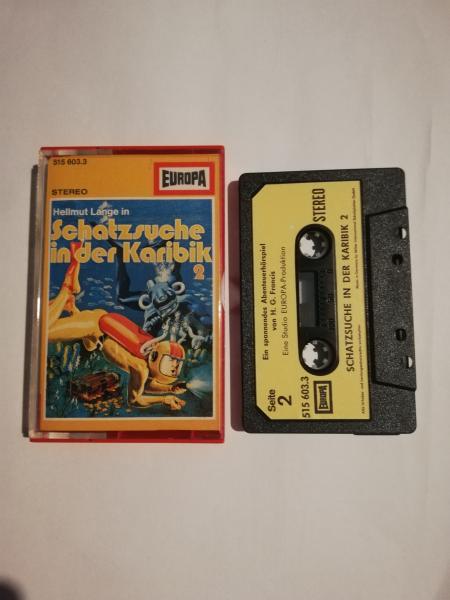 515 603.3
EUROPA
STEREO
Hellmut Lange in
Schatzsuche
in der Karibik
2
Ein spannendes Abenteuerhörspiel
von H. G. Francis
Eine Studio EUROPA-Produktion
Seite
2
515 603.3
EUROPA
STEREO
SCHATZSUCHE IN DER KARIBIK 2